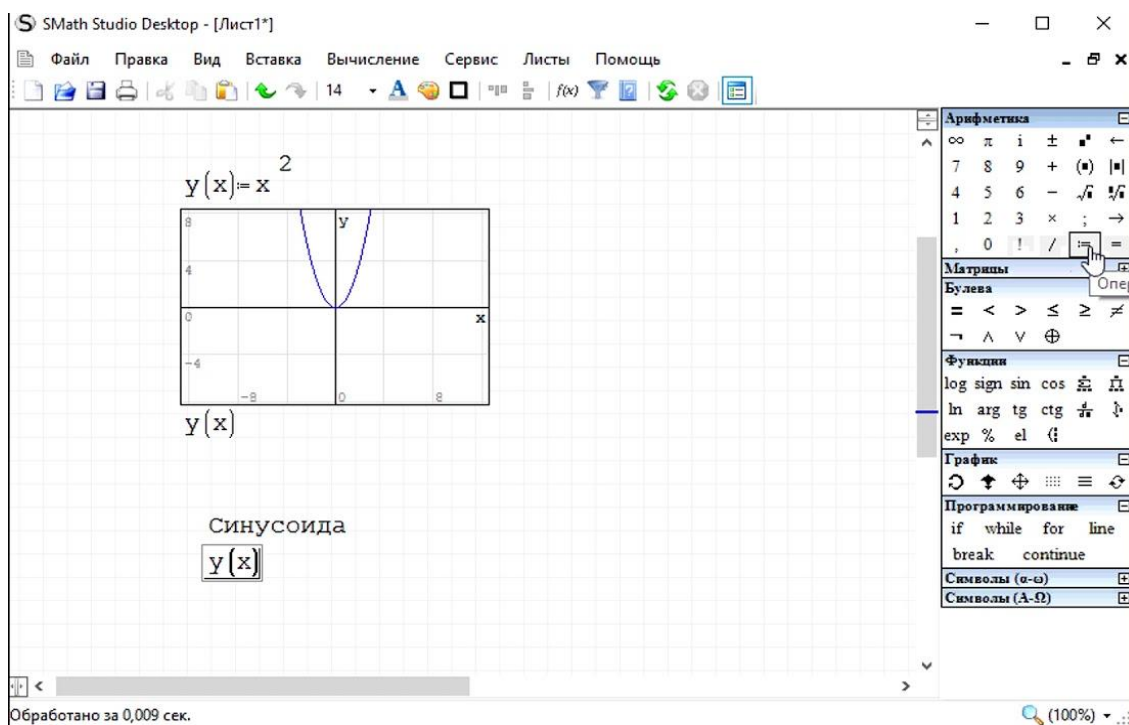 SMath Studio Desktop - [Лист1*]
Файл Правка Вид Вставка Вычисление Сервис Листы Помощь
14 A f(x)
y(x):= x 2
8
y
4
0
x
-4
-8 0 8
y(x)
Синусоида
y(x)
Арифметика
∞ π i ±
7 8 9 + (▪) |▪|
4 5 6 -
1 2 3 × ; →
, 0 ! / := =
Опер
Матрицы
Булева
= < > ≤ ≥ ≠
¬ ∧ ∨ ⊕
Функции
log sign sin cos
ln arg tg ctg
exp % el
График
Программирование
if while for line
break continue
Символы (α-ω)
Символы (Α-Ω)
Обработано за 0,009 сек.
(100%)